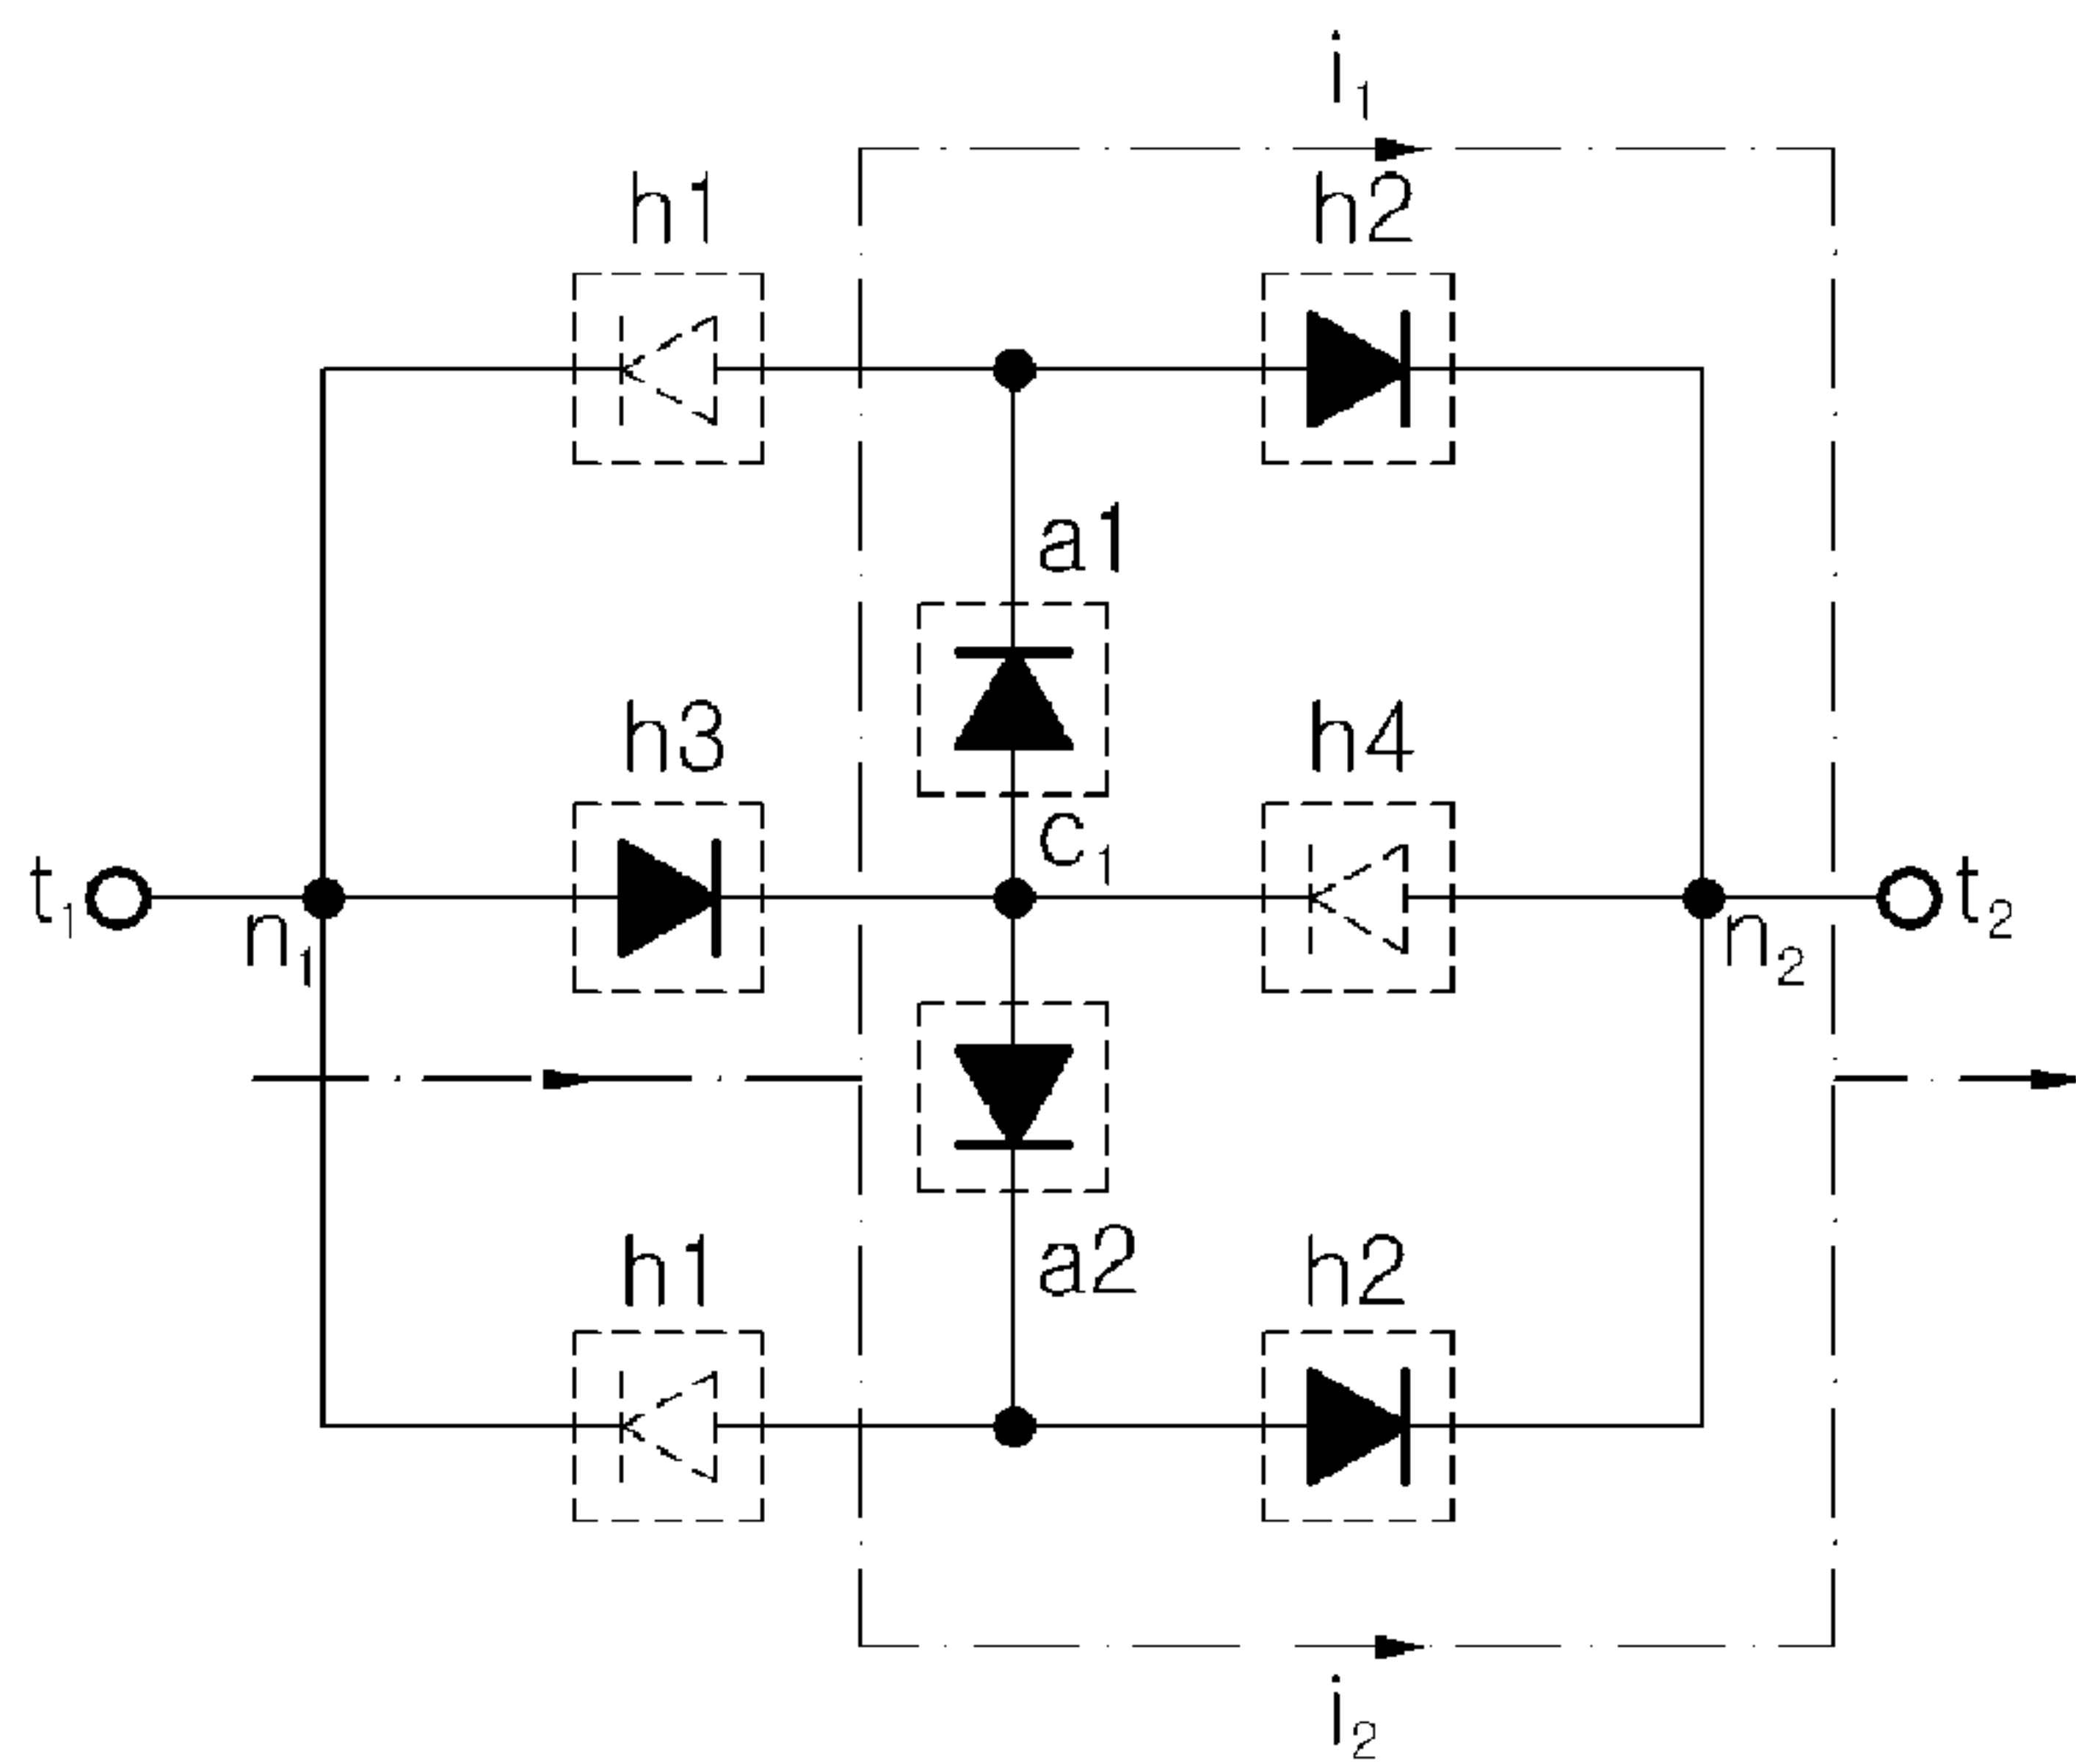 i₁
h1
h2
a1
h3
h4
c₁
t₁
n₁
n₂
t₂
h1
a2
h2
i₂